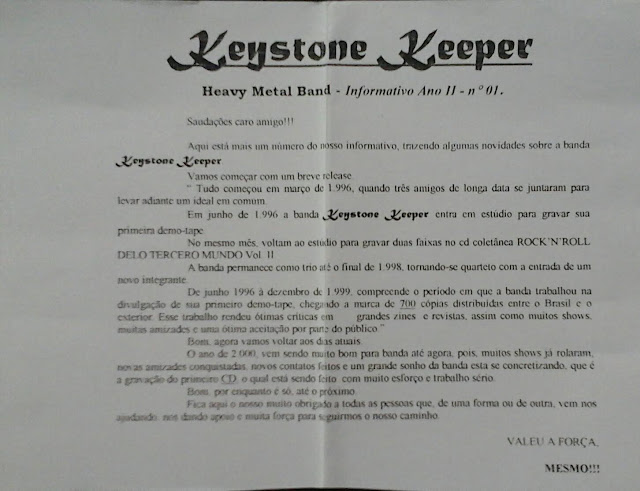 Keystone Keeper
Heavy Metal Band - Informativo Ano II - nº 01.
Saudações caro amigo!!!
Aqui está mais um número do nosso informativo, trazendo algumas novidades sobre a banda
Keystone Keeper.
Vamos começar com um breve release.
" Tudo começou em março de 1.996, quando três amigos de longa data se juntaram para
levar adiante um ideal em comum.
Em junho de 1.996 a banda Keystone Keeper entra em estúdio para gravar sua
primeira demo-tape.
No mesmo mês, voltam ao estúdio para gravar duas faixas no cd coletânea ROCK'N'ROLL
DELO TERCERO MUNDO Vol. II
A banda permanece como trio até o final de 1.998, tornando-se quarteto com a entrada de um
novo integrante.
De junho 1996 à dezembro de 1.999, compreende o período em que a banda trabalhou na
divulgação de sua primeiro demo-tape, chegando a marca de 700 cópias distribuídas entre o Brasil e o
exterior. Esse trabalho rendeu ótimas críticas em grandes zines e revistas, assim como muitos shows,
muitas amizades e uma ótima aceitação por parte do público."
Bom, agora vamos voltar aos dias atuais.
O ano de 2.000, vem sendo muito bom para banda até agora, pois, muitos shows já rolaram,
novas amizades conquistadas, novos contatos feitos e um grande sonho da banda esta se concretizando, que é
a gravação do primeiro CD, o qual está sendo feito com muito esforço e trabalho sério.
Bom, por enquanto é só, até o próximo.
Fica aqui o nosso muito obrigado a todas as pessoas que, de uma forma ou de outra, vem nos
ajudando, nos dando apoio e muita força para seguirmos o nosso caminho.
VALEU A FORÇA,
MESMO!!!